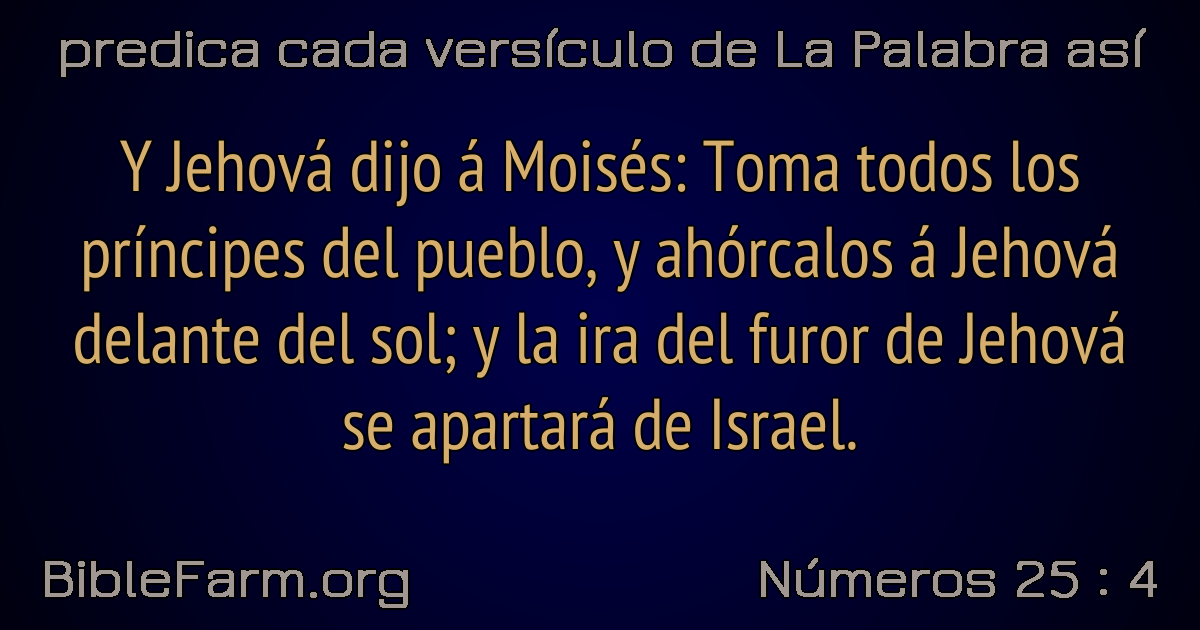 predica cada versículo de La Palabra así
Y Jehová dijo á Moisés: Toma todos los
príncipes del pueblo, y ahórcalos á Jehová
delante del sol; y la ira del furor de Jehová
se apartará de Israel.
BibleFarm.org
Números 25 : 4